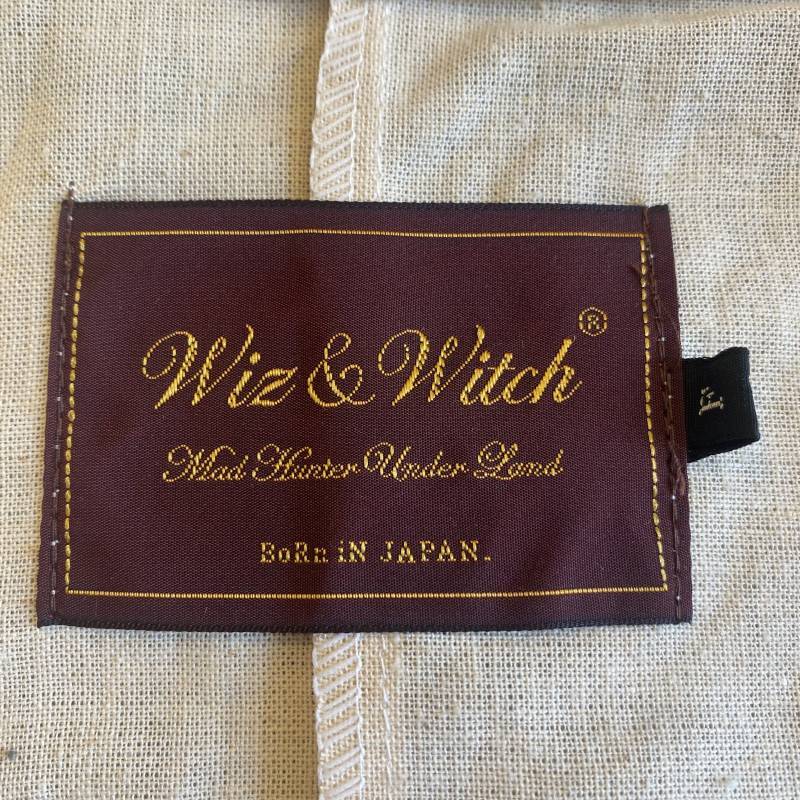 Wiz & Witch®
Mad Hunter Under Land
BoRn iN JAPAN.